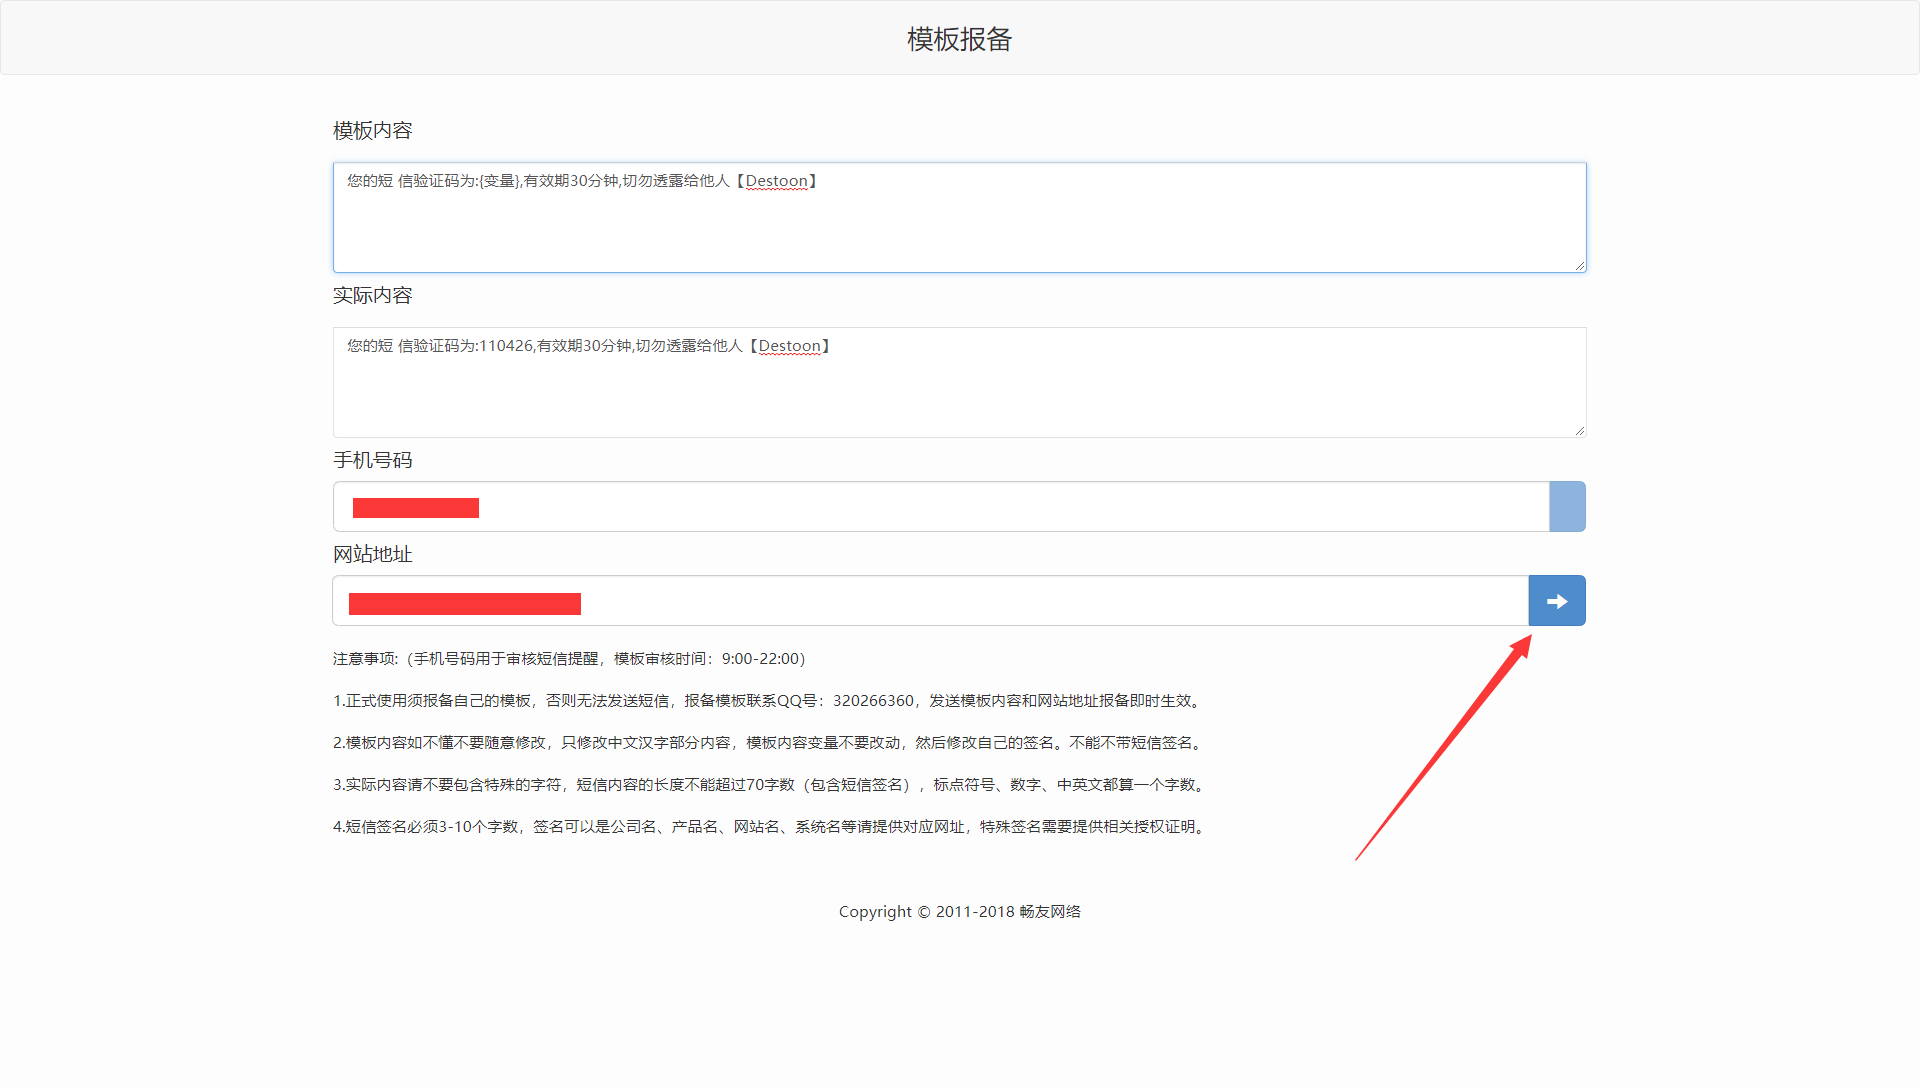 模板报备
模板内容
您的短 信验证码为:{变量},有效期30分钟,切勿透露给他人【Destoon】
实际内容
您的短 信验证码为:110426,有效期30分钟,切勿透露给他人【Destoon】
手机号码
网站地址
注意事项:（手机号码用于审核短信提醒，模板审核时间：9:00-22:00）
1.正式使用须报备自己的模板，否则无法发送短信，报备模板联系QQ号：320266360，发送模板内容和网站地址报备即时生效。
2.模板内容如不懂不要随意修改，只修改中文汉字部分内容，模板内容变量不要改动，然后修改自己的签名。不能不带短信签名。
3.实际内容请不要包含特殊的字符，短信内容的长度不能超过70字数（包含短信签名），标点符号、数字、中英文都算一个字数。
4.短信签名必须3-10个字数，签名可以是公司名、产品名、网站名、系统名等请提供对应网址，特殊签名需要提供相关授权证明。
Copyright © 2011-2018 畅友网络